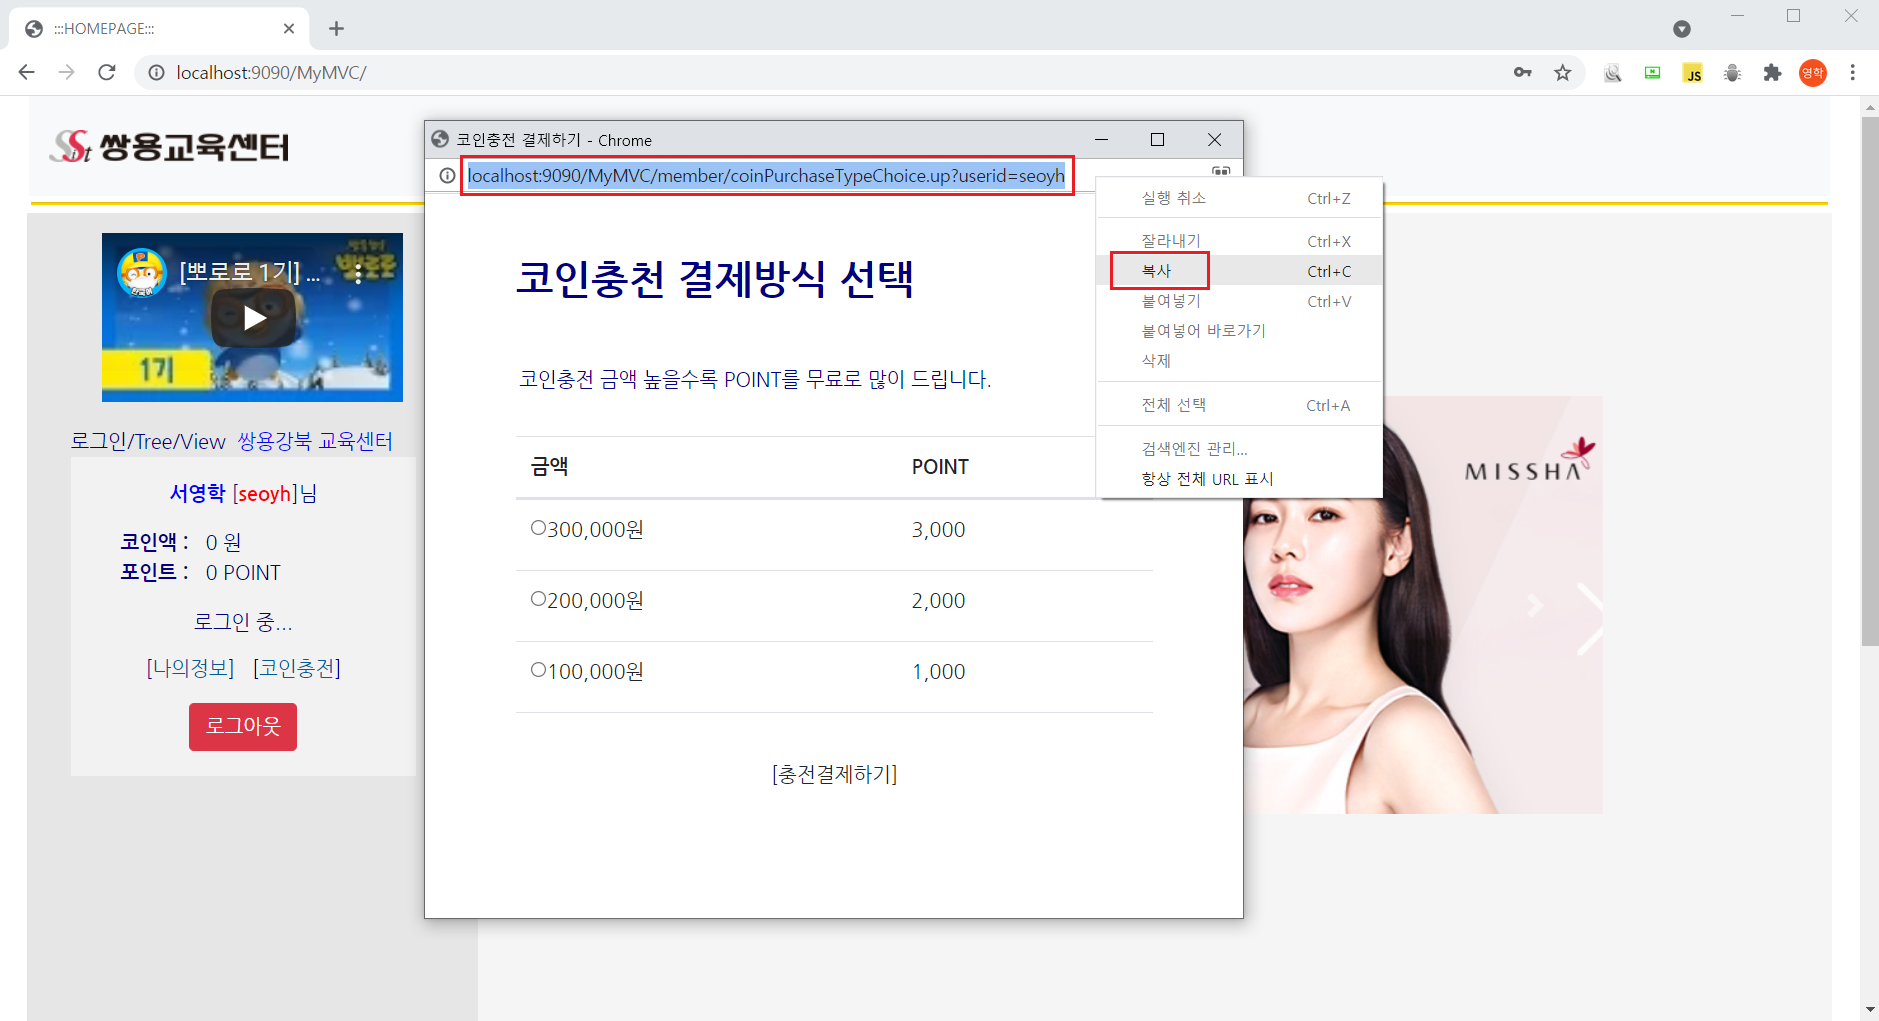 :::HOMEPAGE:::
localhost:9090/MyMVC/
JS
영학
Sist 쌍용교육센터
[뽀로로 1기] ...
뽀로로
1기
로그인/Tree/View 쌍용강북 교육센터
서영학 [seoyh]님
코인액 : 0 원
포인트 : 0 POINT
로그인 중...
[나의정보] [코인충전]
로그아웃
코인충전 결제하기 - Chrome
localhost:9090/MyMVC/member/coinPurchaseTypeChoice.up?userid=seoyh
코인충천 결제방식 선택
코인충전 금액 높을수록 POINT를 무료로 많이 드립니다.
금액 POINT
300,000원 3,000
200,000원 2,000
100,000원 1,000
[충전결제하기]
실행 취소 Ctrl+Z
잘라내기 Ctrl+X
복사 Ctrl+C
붙여넣기 Ctrl+V
붙여넣어 바로가기
삭제
전체 선택 Ctrl+A
검색엔진 관리...
항상 전체 URL 표시
MISSHA